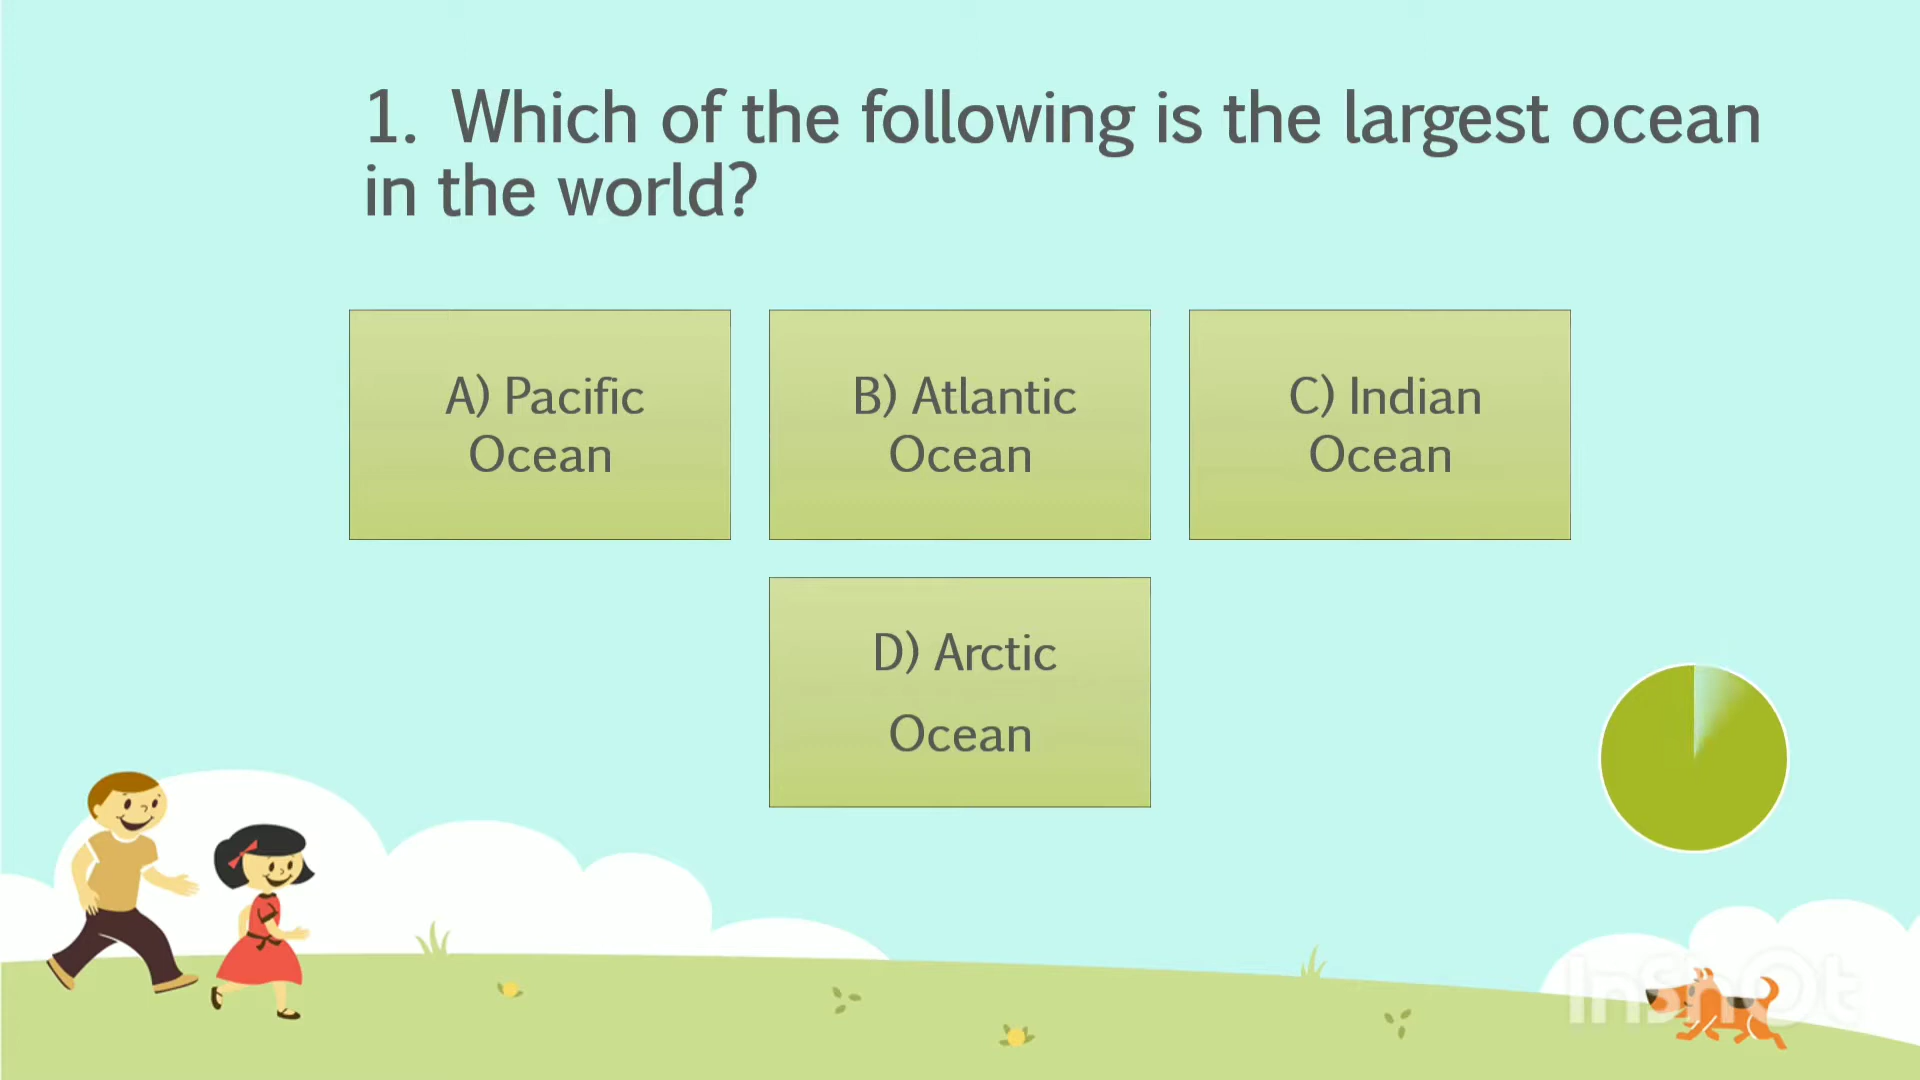 1. Which of the following is the largest ocean
in the world?
A) Pacific
Ocean
B) Atlantic
Ocean
C) Indian
Ocean
D) Arctic
Ocean
InShOt